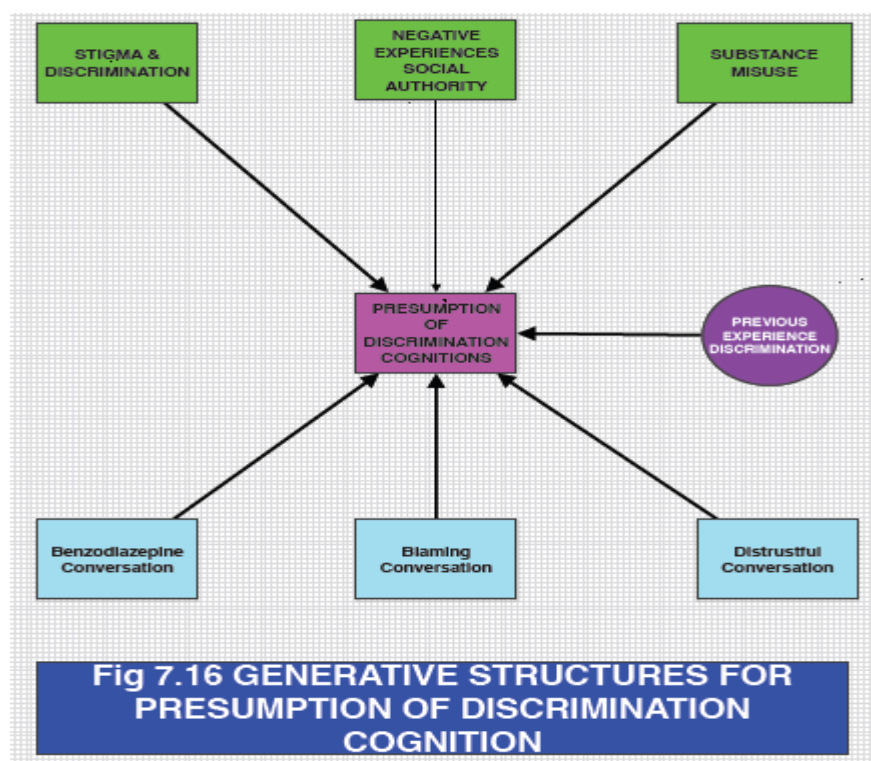 STIGMA &
DISCRIMINATION
NEGATIVE
EXPERIENCES
SOCIAL
AUTHORITY
SUBSTANCE
MISUSE
PRESUMPTION
OF
DISCRIMINATION
COGNITIONS
PREVIOUS
EXPERIENCE
DISCRIMINATION
Benzodiazepine
Conversation
Blaming
Conversation
Distrustful
Conversation
Fig 7.16 GENERATIVE STRUCTURES FOR
PRESUMPTION OF DISCRIMINATION
COGNITION